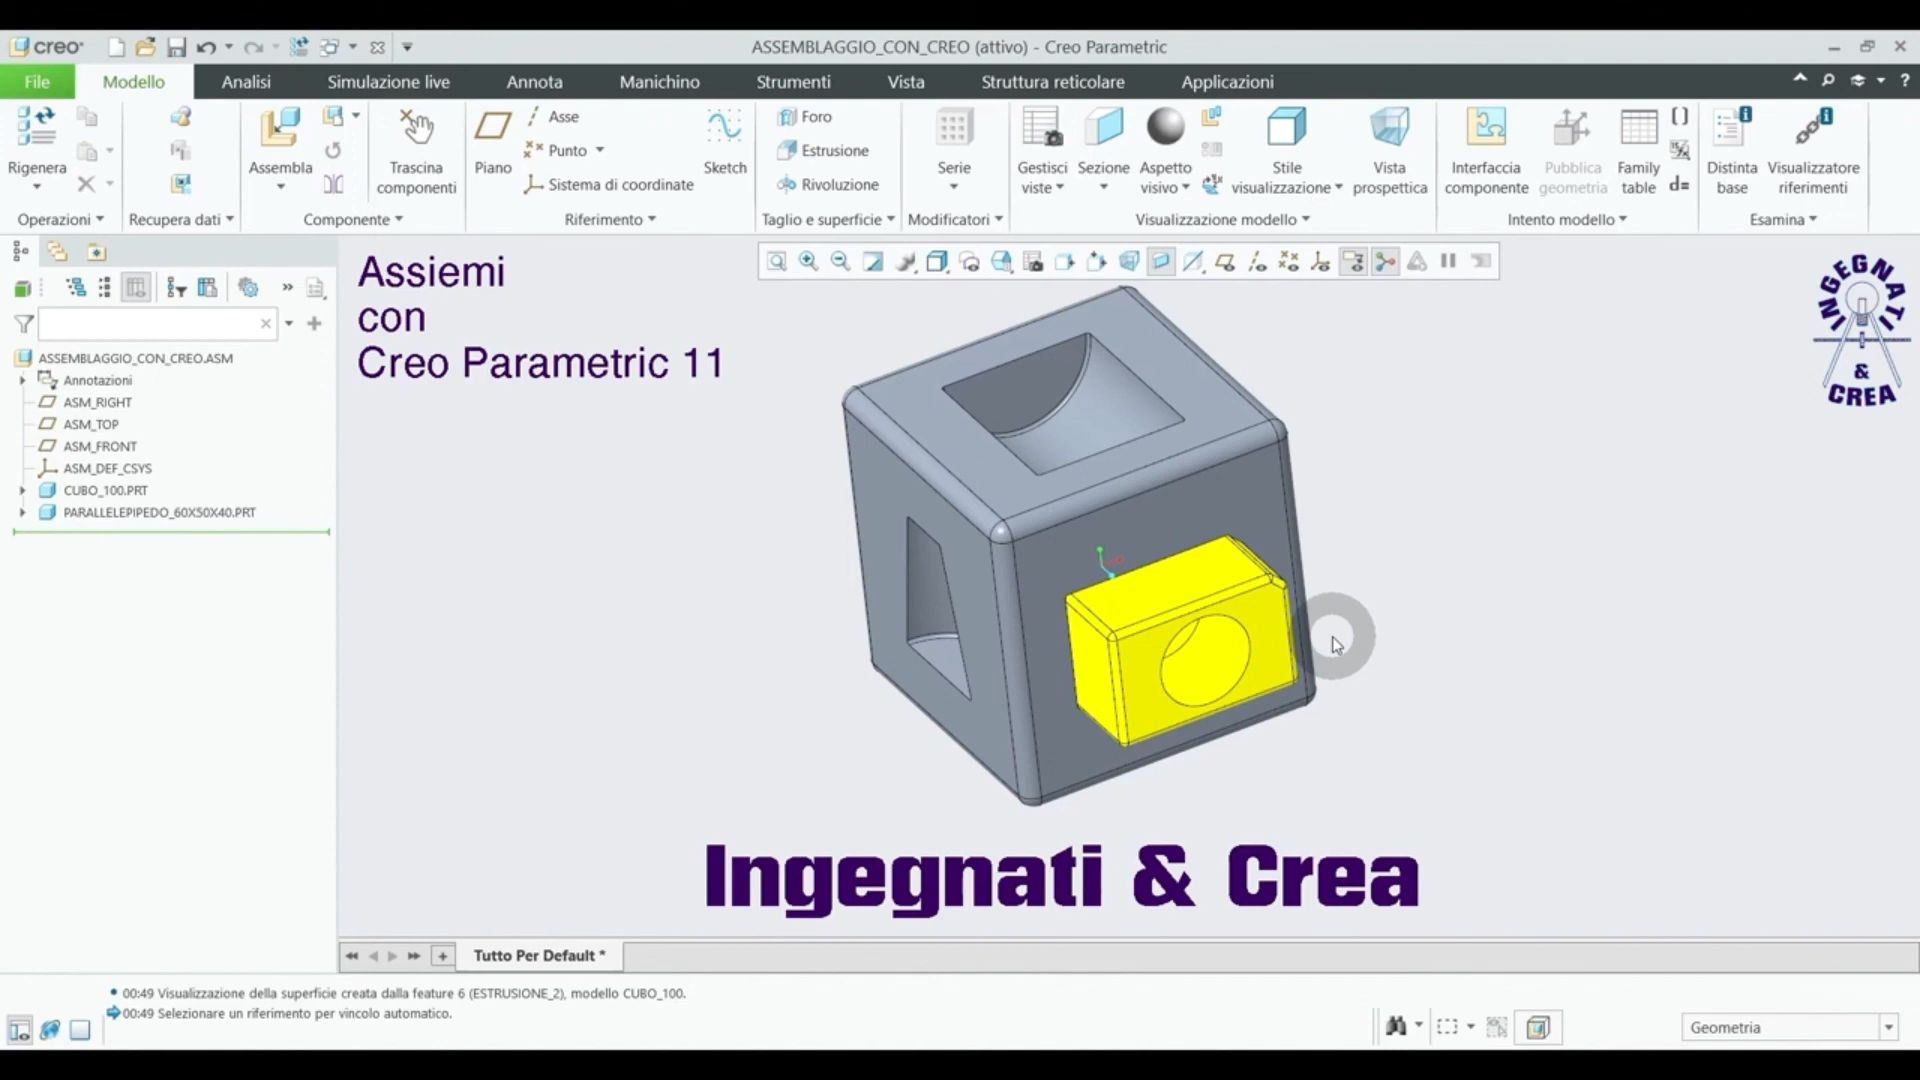 creo
ASSEMBLAGGIO_CON_CREO (attivo) - Creo Parametric
File
Modello
Analisi
Simulazione live
Annota
Manichino
Strumenti
Vista
Struttura reticolare
Applicazioni
Rigenera
Operazioni
Recupera dati
Assembla
Trascina componenti
Componente
Piano
Asse
Punto
Sistema di coordinate
Sketch
Riferimento
Foro
Estrusione
Rivoluzione
Taglio e superficie
Serie
Modificatori
Gestisci viste
Sezione
Aspetto visivo
Stile visualizzazione
Vista prospettica
Visualizzazione modello
Interfaccia componente
Pubblica geometria
Family table
d=
Intento modello
Distinta base
Visualizzatore riferimenti
Esamina
ASSEMBLAGGIO_CON_CREO.ASM
Annotazioni
ASM_RIGHT
ASM_TOP
ASM_FRONT
ASM_DEF_CSYS
CUBO_100.PRT
PARALLELEPIPEDO_60X50X40.PRT
Assiemi
con
Creo Parametric 11
INGEGNATI
&
CREA
Ingegnati & Crea
Tutto Per Default *
00:49 Visualizzazione della superficie creata dalla feature 6 (ESTRUSIONE_2), modello CUBO_100.
00:49 Selezionare un riferimento per vincolo automatico.
Geometria